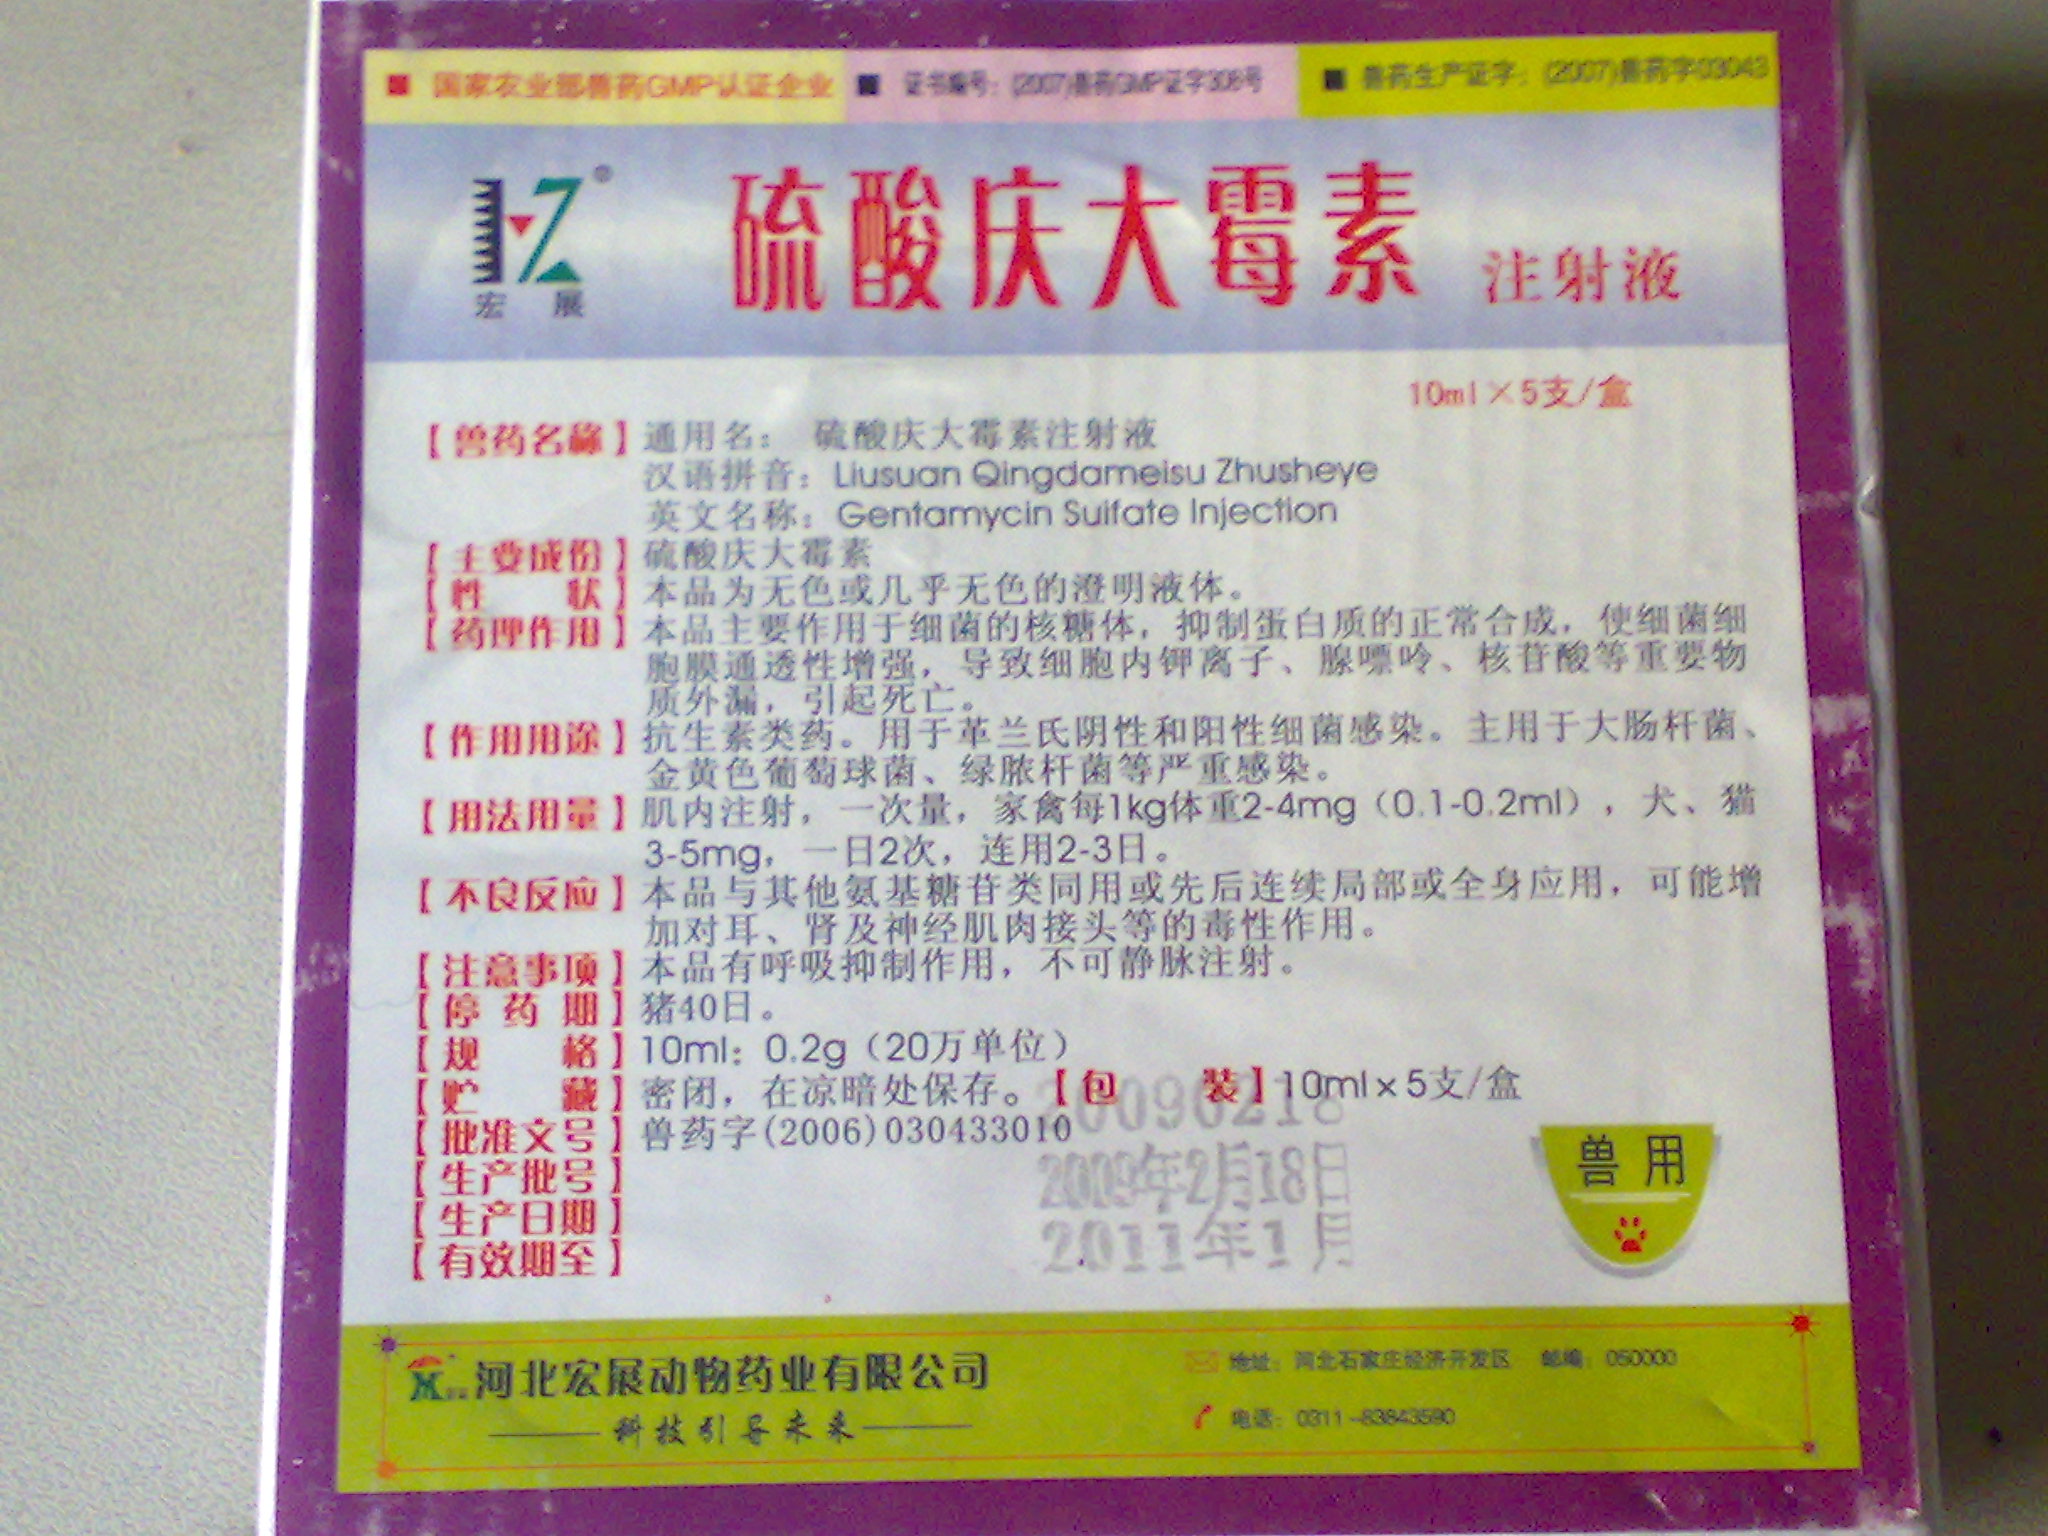 ■ 国家农业部兽药GMP认证企业 ■ 证书编号：(2007)兽药GMP证字306号 ■ 兽药生产证字：(2007)兽药字03043
宏 展 ®
硫酸庆大霉素 注射液
10ml×5支/盒
【兽药名称】通用名： 硫酸庆大霉素注射液
汉语拼音：Liusuan Qingdameisu Zhusheye
英文名称：Gentamycin Sulfate Injection
【主要成份】硫酸庆大霉素
【性 状】本品为无色或几乎无色的澄明液体。
【药理作用】本品主要作用于细菌的核糖体，抑制蛋白质的正常合成，使细菌细
胞膜通透性增强，导致细胞内钾离子、腺嘌呤、核苷酸等重要物
质外漏，引起死亡。
【作用用途】抗生素类药。用于革兰氏阴性和阳性细菌感染。主用于大肠杆菌、
金黄色葡萄球菌、绿脓杆菌等严重感染。
【用法用量】肌内注射，一次量，家禽每1kg体重2-4mg（0.1-0.2ml），犬、猫
3-5mg，一日2次，连用2-3日。
【不良反应】本品与其他氨基糖苷类同用或先后连续局部或全身应用，可能增
加对耳、肾及神经肌肉接头等的毒性作用。
【注意事项】本品有呼吸抑制作用，不可静脉注射。
【停 药 期】猪40日。
【规 格】10ml：0.2g（20万单位）
【贮 藏】密闭，在凉暗处保存。【包 装】10ml×5支/盒
【批准文号】兽药字(2006)030433010
【生产批号】20090218
【生产日期】2009年2月18日
【有效期至】2011年1月
兽用
河北宏展动物药业有限公司
科技引导未来
地址：河北石家庄经济开发区 邮编：050000
电话：0311-83843590